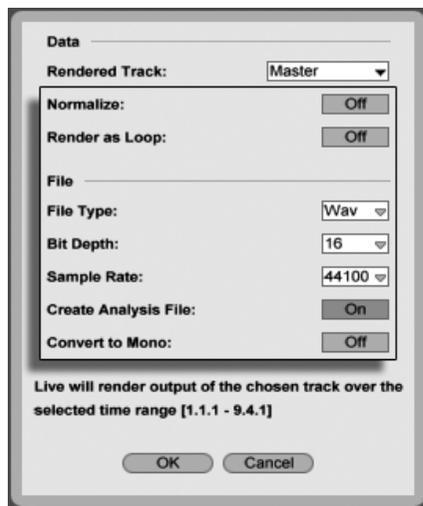 Data
Rendered Track: Master
Normalize: Off
Render as Loop: Off
File
File Type: Wav
Bit Depth: 16
Sample Rate: 44100
Create Analysis File: On
Convert to Mono: Off
Live will render output of the chosen track over the
selected time range [1.1.1 - 9.4.1]
OK Cancel